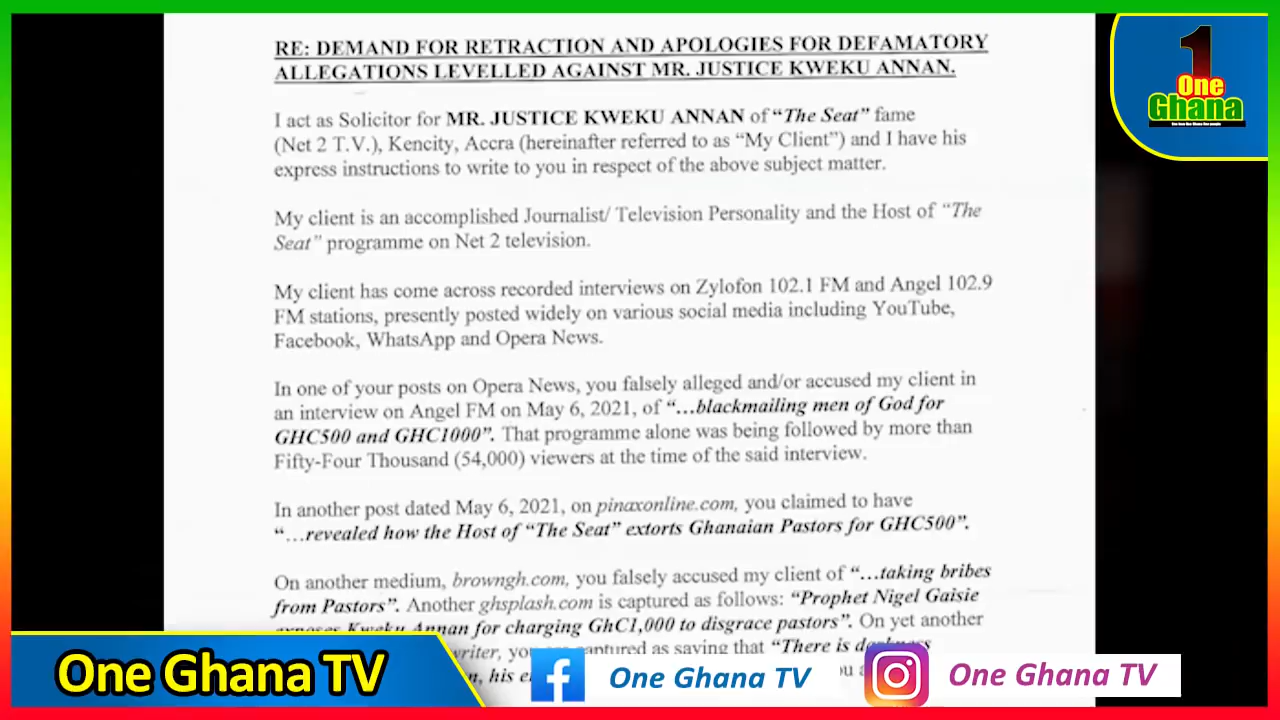 RE: DEMAND FOR RETRACTION AND APOLOGIES FOR DEFAMATORY
ALLEGATIONS LEVELLED AGAINST MR. JUSTICE KWEKU ANNAN.
I act as Solicitor for MR. JUSTICE KWEKU ANNAN of “The Seat” fame
(Net 2 T.V.), Kencity, Accra (hereinafter referred to as “My Client”) and I have his
express instructions to write to you in respect of the above subject matter.
My client is an accomplished Journalist/ Television Personality and the Host of “The
Seat” programme on Net 2 television.
My client has come across recorded interviews on Zylofon 102.1 FM and Angel 102.9
FM stations, presently posted widely on various social media including YouTube,
Facebook, WhatsApp and Opera News.
In one of your posts on Opera News, you falsely alleged and/or accused my client in
an interview on Angel FM on May 6, 2021, of “…blackmailing men of God for
GHC500 and GHC1000”. That programme alone was being followed by more than
Fifty-Four Thousand (54,000) viewers at the time of the said interview.
In another post dated May 6, 2021, on pinaxonline.com, you claimed to have
“…revealed how the Host of “The Seat” extorts Ghanaian Pastors for GHC500”.
On another medium, browngh.com, you falsely accused my client of “…taking bribes
from Pastors”. Another ghsplash.com is captured as follows: “Prophet Nigel Gaisie
exposes Kweku Annan for charging GhC1,000 to disgrace pastors”. On yet another
captured as saying that “There is darkness
his
1
One
Ghana
One Ghana TV
One Ghana TV
One Ghana TV